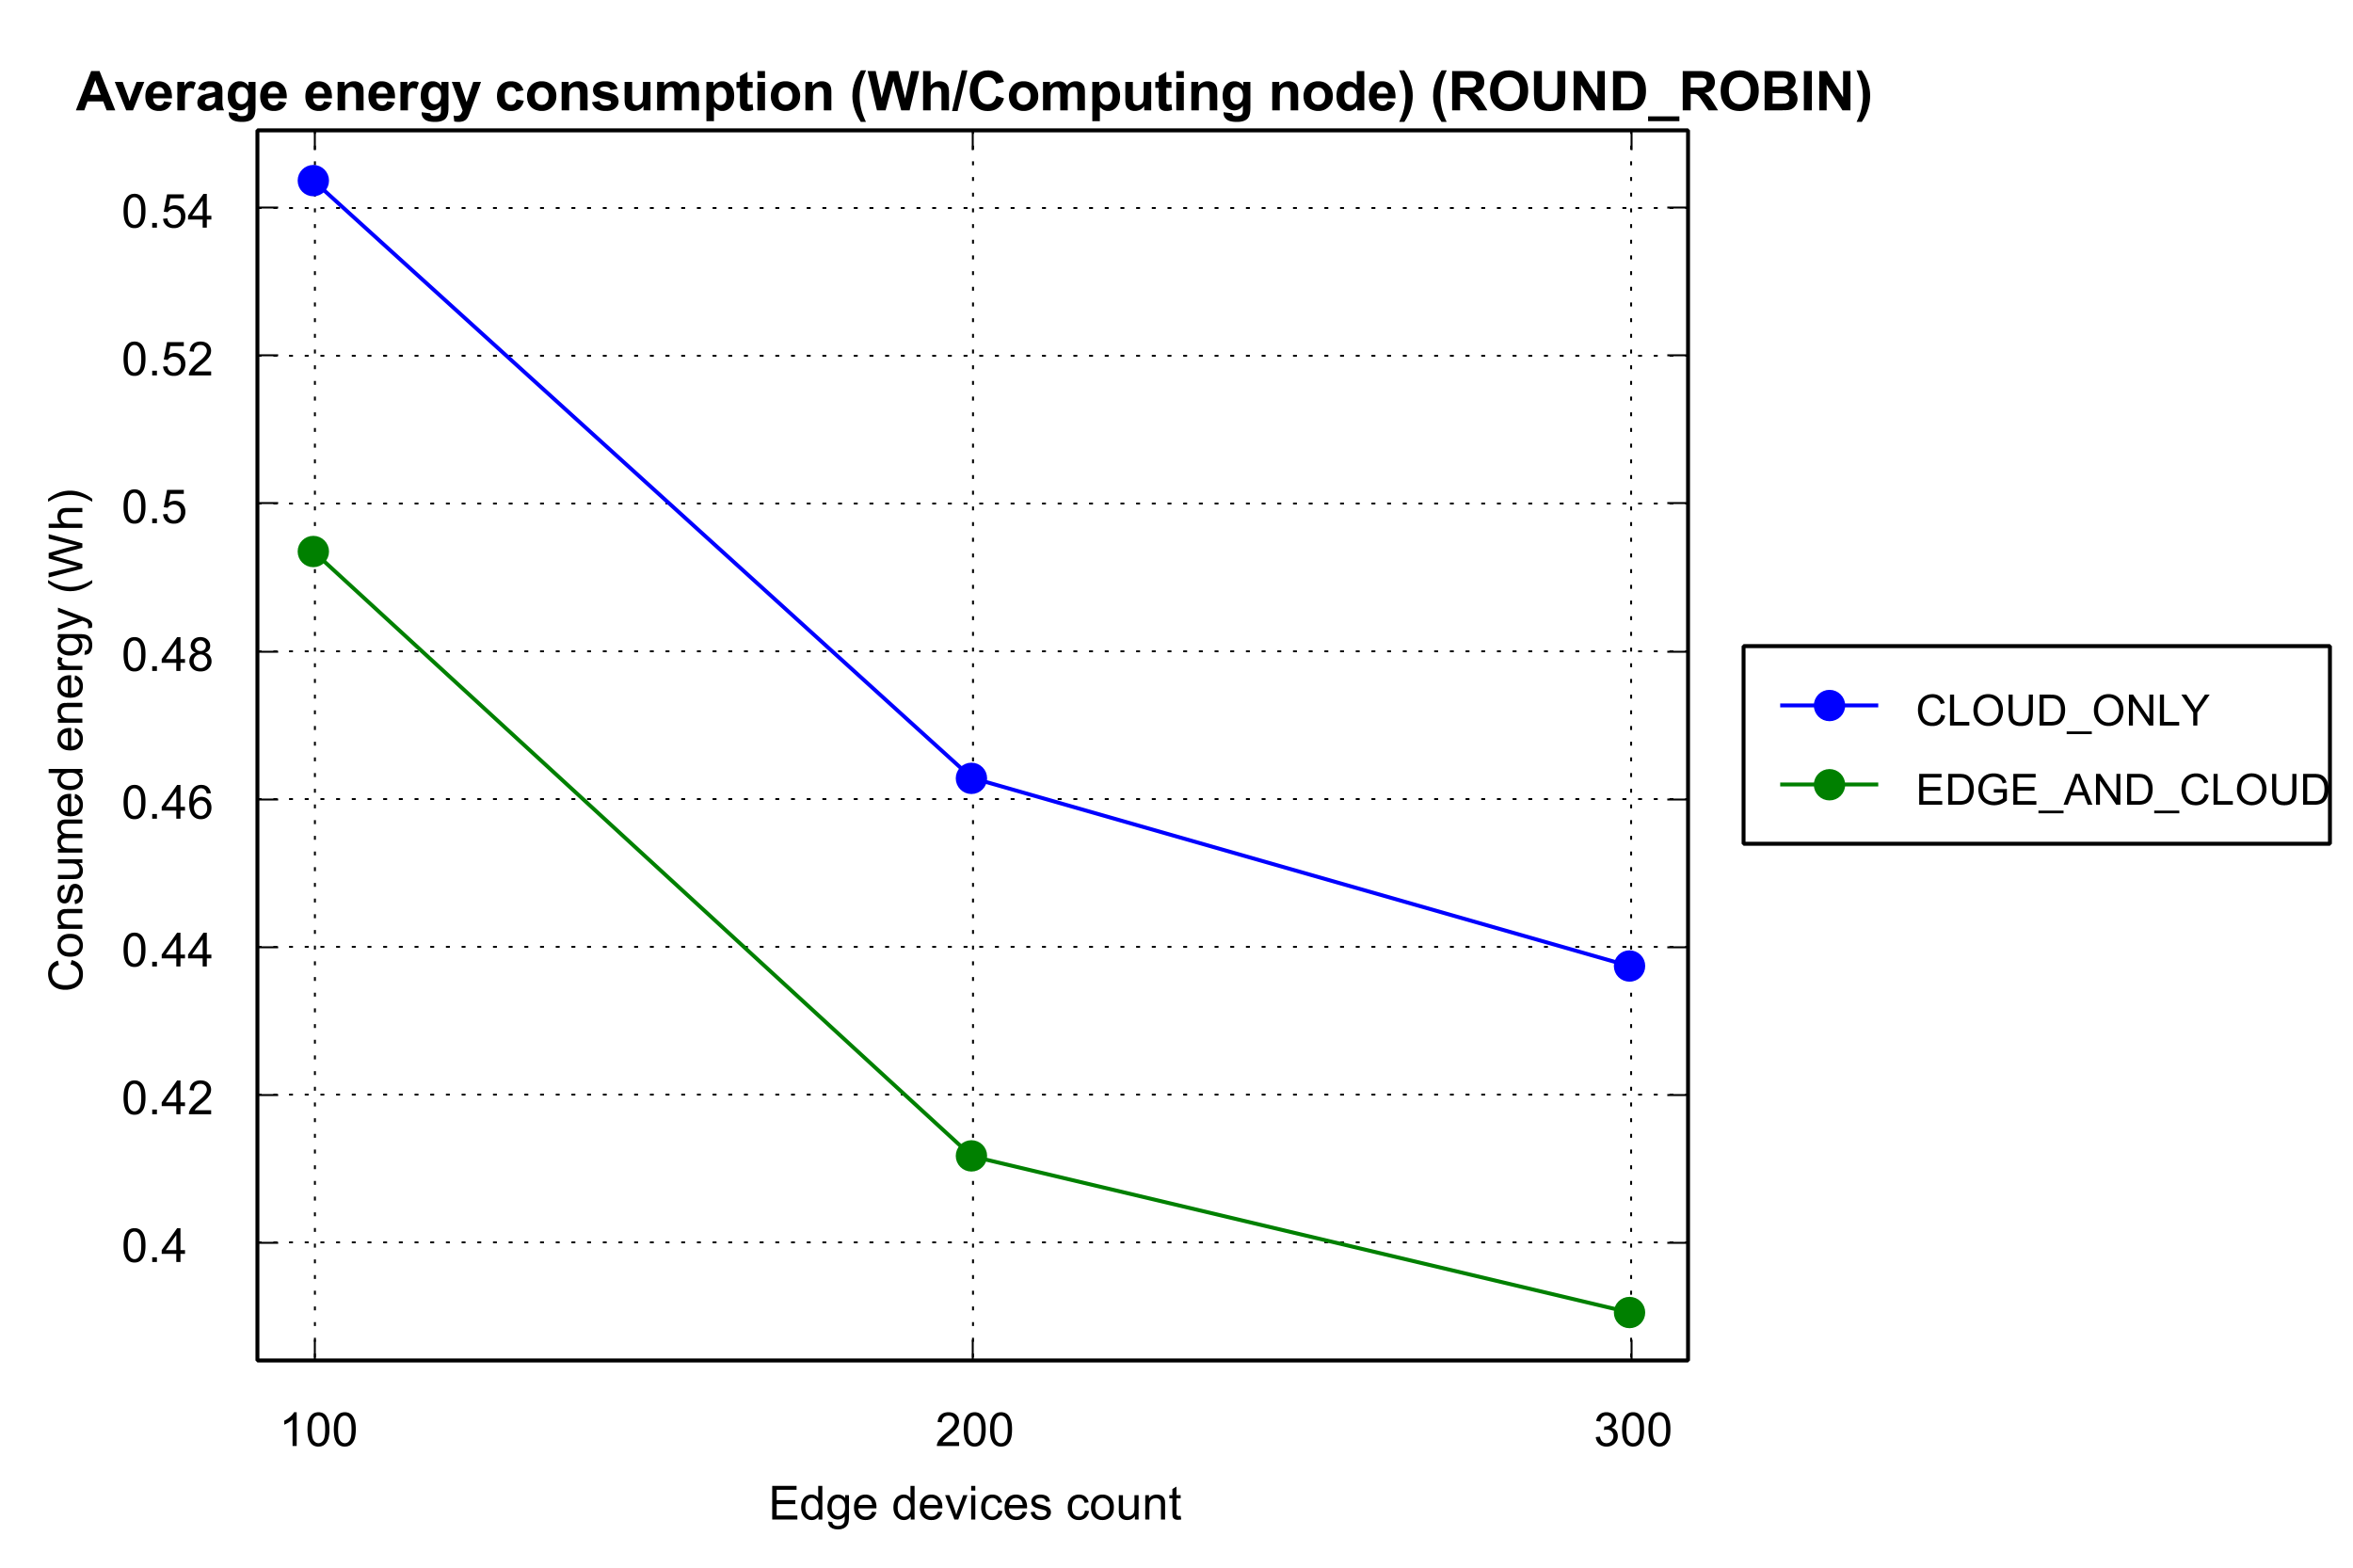 Average energy consumption (Wh/Computing node) (ROUND_ROBIN)
Consumed energy (Wh)
0.54
0.52
0.5
0.48
0.46
0.44
0.42
0.4
100 200 300
Edge devices count
CLOUD_ONLY
EDGE_AND_CLOUD